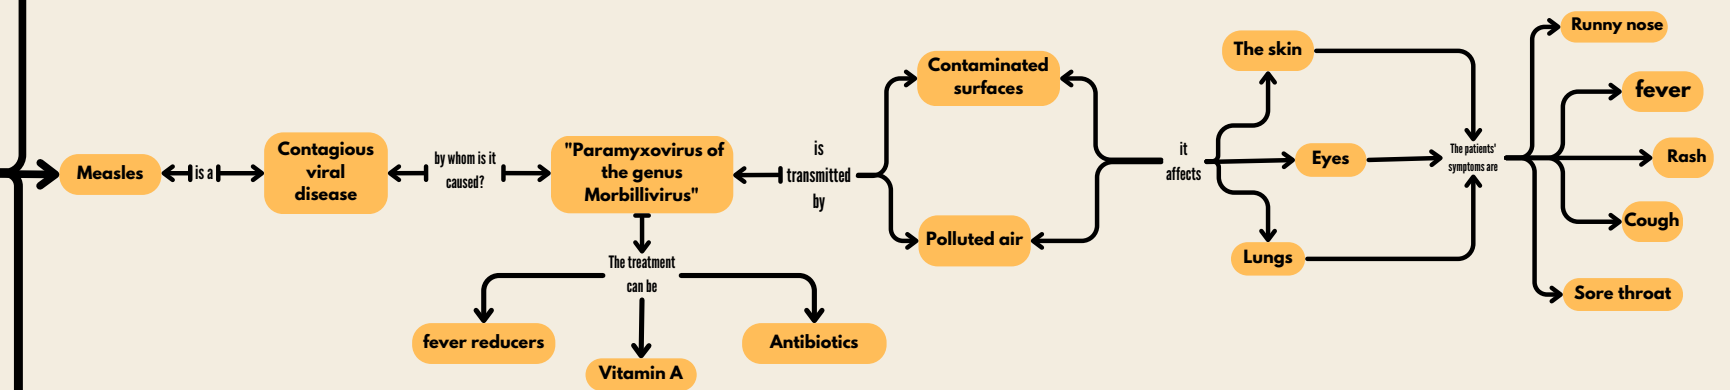 Measles
is a
Contagious
viral
disease
by whom is it
caused?
"Paramyxovirus of
the genus
Morbillivirus"
The treatment
can be
fever reducers
Vitamin A
Antibiotics
is
transmitted
by
Contaminated
surfaces
Polluted air
it
affects
The skin
Eyes
Lungs
The patients'
symptoms are
Runny nose
fever
Rash
Cough
Sore throat